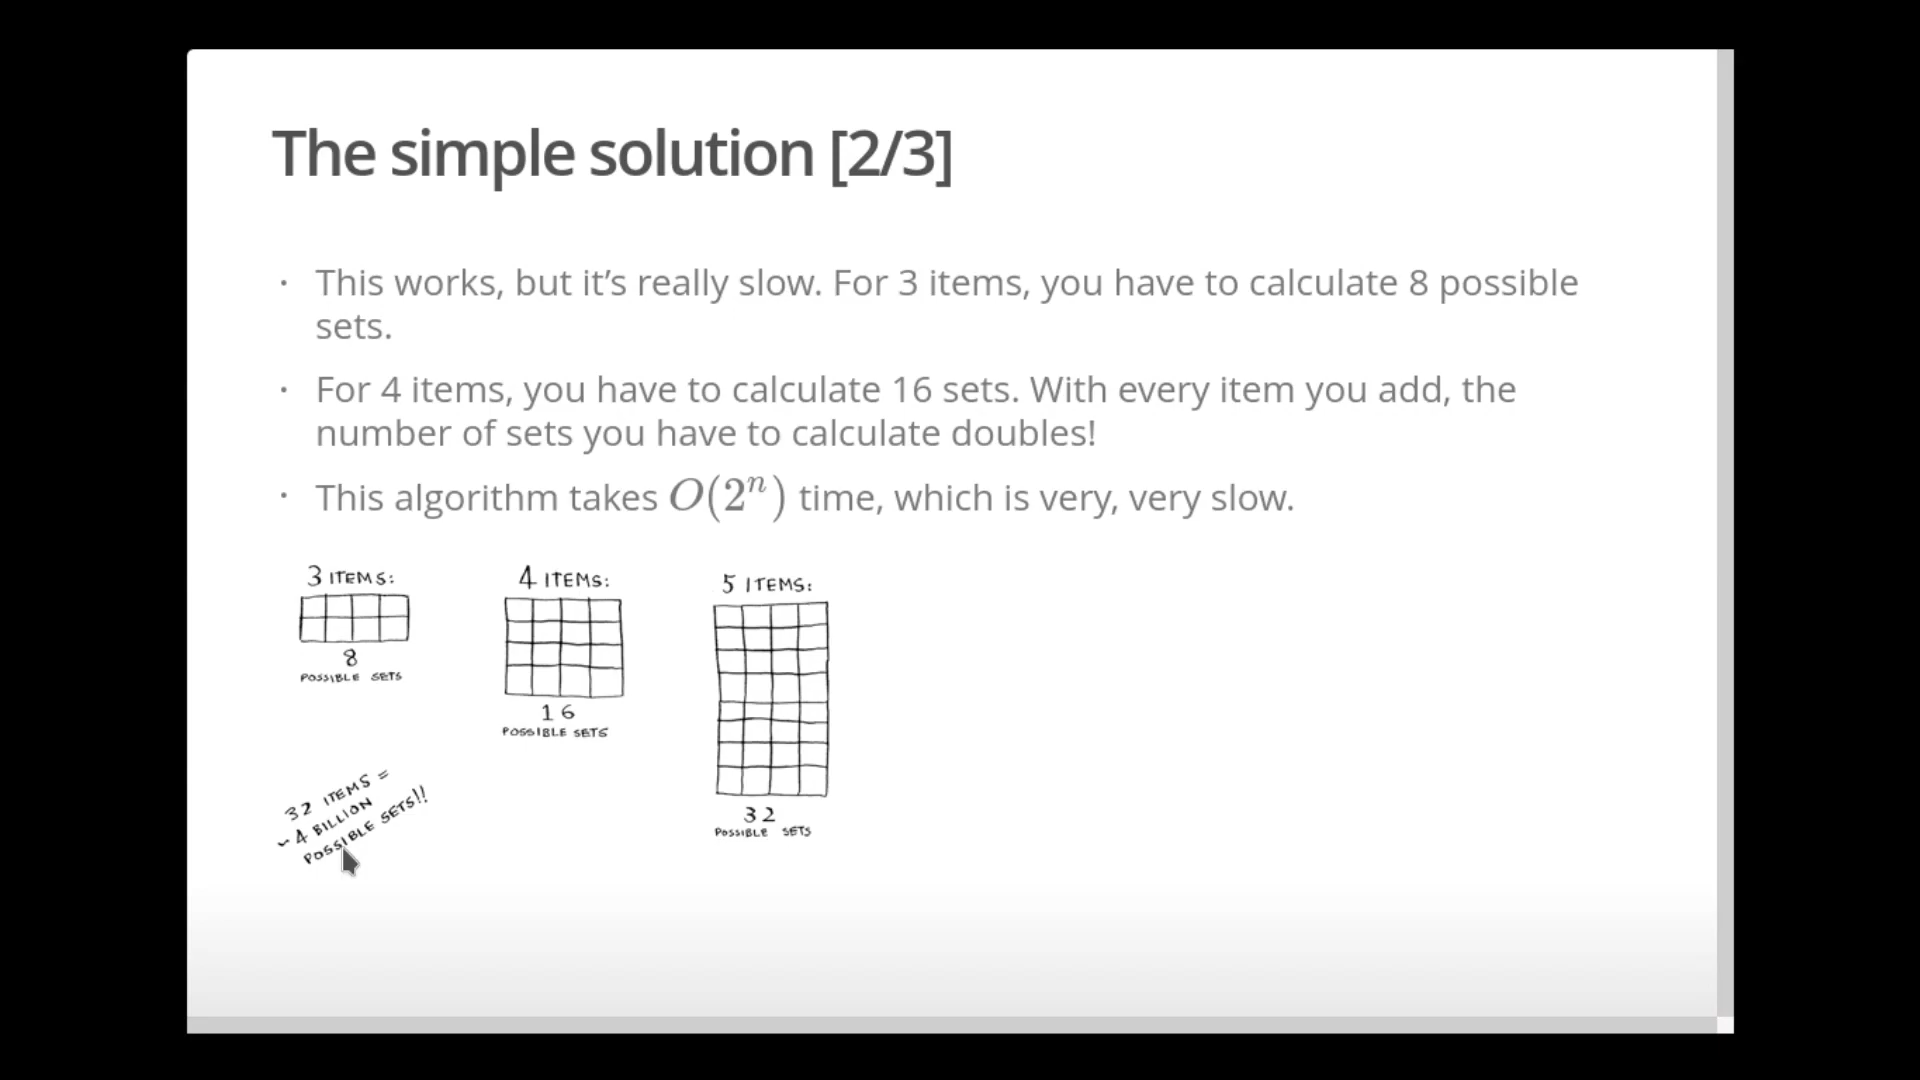 The simple solution [2/3]
· This works, but it’s really slow. For 3 items, you have to calculate 8 possible
sets.
· For 4 items, you have to calculate 16 sets. With every item you add, the
number of sets you have to calculate doubles!
· This algorithm takes O(2^n) time, which is very, very slow.
3 ITEMS:
8
POSSIBLE SETS
4 ITEMS:
16
POSSIBLE SETS
5 ITEMS:
32
POSSIBLE SETS
32 ITEMS =
~4 BILLION
POSSIBLE SETS!!